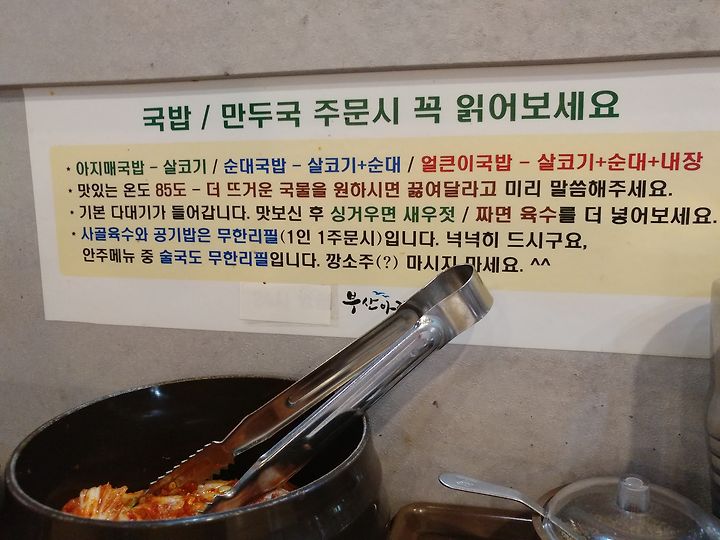 국밥 / 만두국 주문시 꼭 읽어보세요
* 아지매국밥 - 살코기 / 순대국밥 - 살코기+순대 / 얼큰이국밥 - 살코기+순대+내장
* 맛있는 온도 85도 - 더 뜨거운 국물을 원하시면 끓여달라고 미리 말씀해주세요.
* 기본 다대기가 들어갑니다. 맛보신 후 싱거우면 새우젓 / 짜면 육수를 더 넣어보세요.
* 사골육수와 공기밥은 무한리필(1인 1주문시)입니다. 넉넉히 드시구요,
안주메뉴 중 술국도 무한리필입니다. 깡소주(?) 마시지 마세요. ^^
부산아